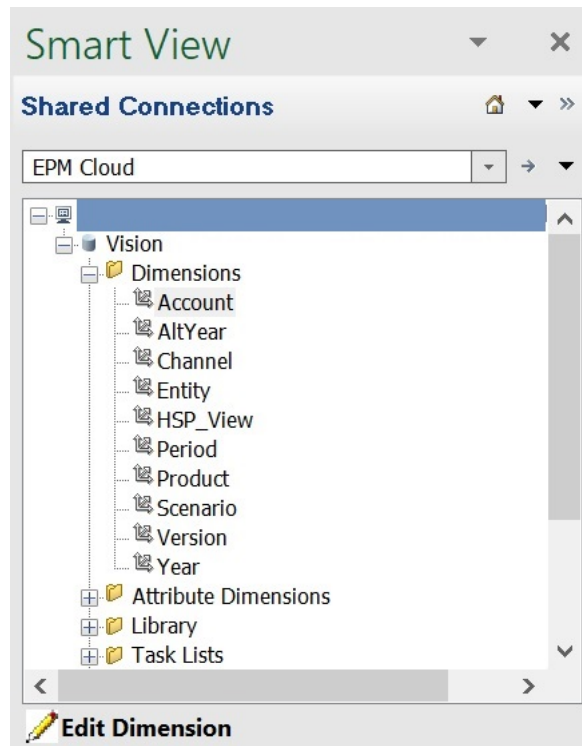 Smart View
Shared Connections
EPM Cloud
Vision
Dimensions
Account
AltYear
Channel
Entity
HSP_View
Period
Product
Scenario
Version
Year
Attribute Dimensions
Library
Task Lists
Edit Dimension